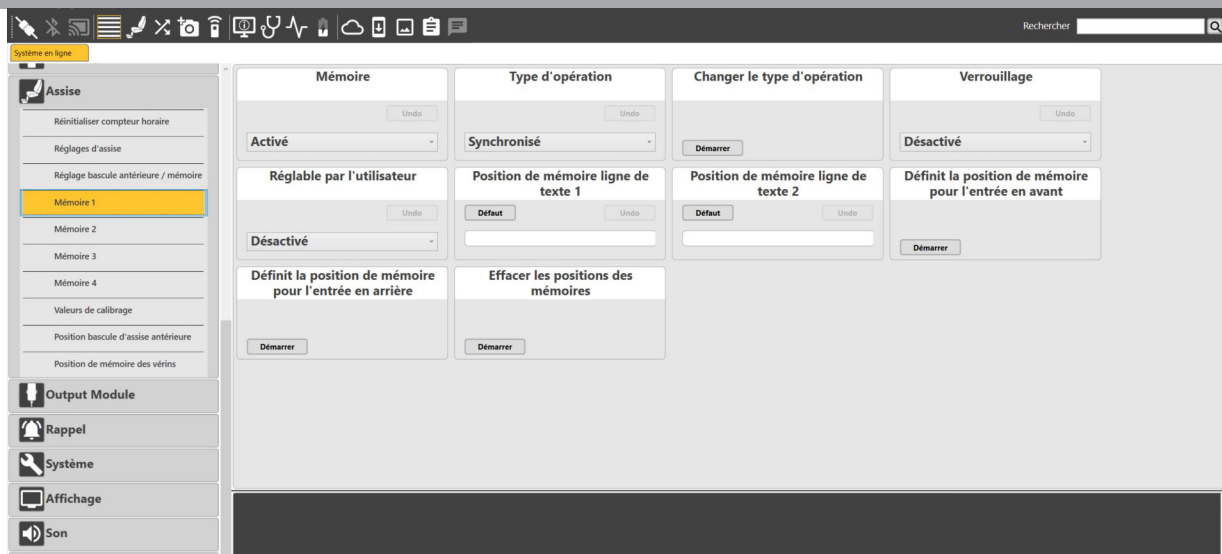 Rechercher
Système en ligne
Assise
Réinitialiser compteur horaire
Réglages d'assise
Réglage bascule antérieure / mémoire
Mémoire 1
Mémoire 2
Mémoire 3
Mémoire 4
Valeurs de calibrage
Position bascule d'assise antérieure
Position de mémoire des vérins
Output Module
Rappel
Système
Affichage
Son
Mémoire
Undo
Activé
Type d'opération
Undo
Synchronisé
Changer le type d'opération
Démarrer
Verrouillage
Undo
Désactivé
Réglable par l'utilisateur
Undo
Désactivé
Position de mémoire ligne de
texte 1
Défaut Undo
Position de mémoire ligne de
texte 2
Défaut Undo
Définit la position de mémoire
pour l'entrée en avant
Démarrer
Définit la position de mémoire
pour l'entrée en arrière
Démarrer
Effacer les positions des
mémoires
Démarrer